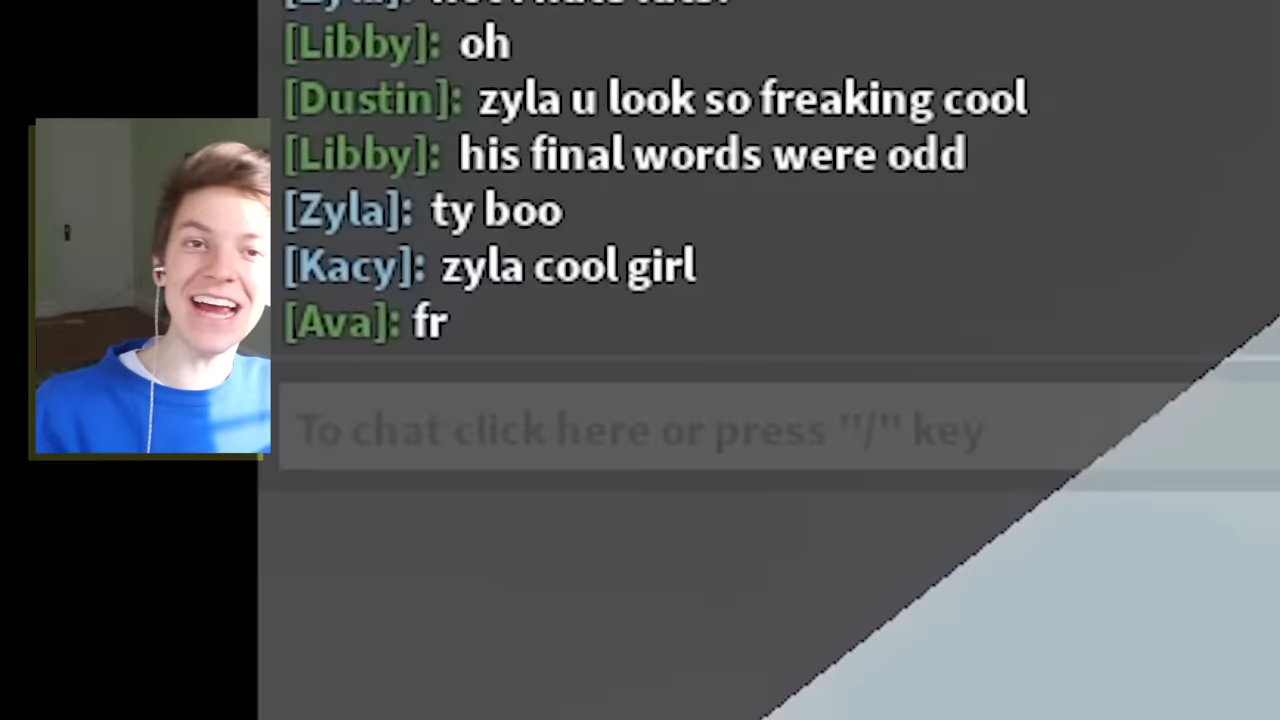 [Libby]: oh
[Dustin]: zyla u look so freaking cool
[Libby]: his final words were odd
[Zyla]: ty boo
[Kacy]: zyla cool girl
[Ava]: fr
To chat click here or press "/" key